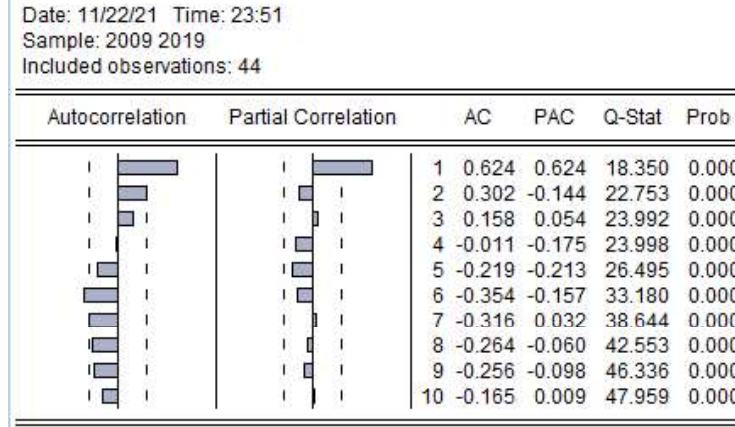 Date: 11/22/21 Time: 23:51
Sample: 2009 2019
Included observations: 44
Autocorrelation Partial Correlation AC PAC Q-Stat Prob
1 0.624 0.624 18.350 0.000
2 0.302 -0.144 22.753 0.000
3 0.158 0.054 23.992 0.000
4 -0.011 -0.175 23.998 0.000
5 -0.219 -0.213 26.495 0.000
6 -0.354 -0.157 33.180 0.000
7 -0.316 0.032 38.644 0.000
8 -0.264 -0.060 42.553 0.000
9 -0.256 -0.098 46.336 0.000
10 -0.165 0.009 47.959 0.000